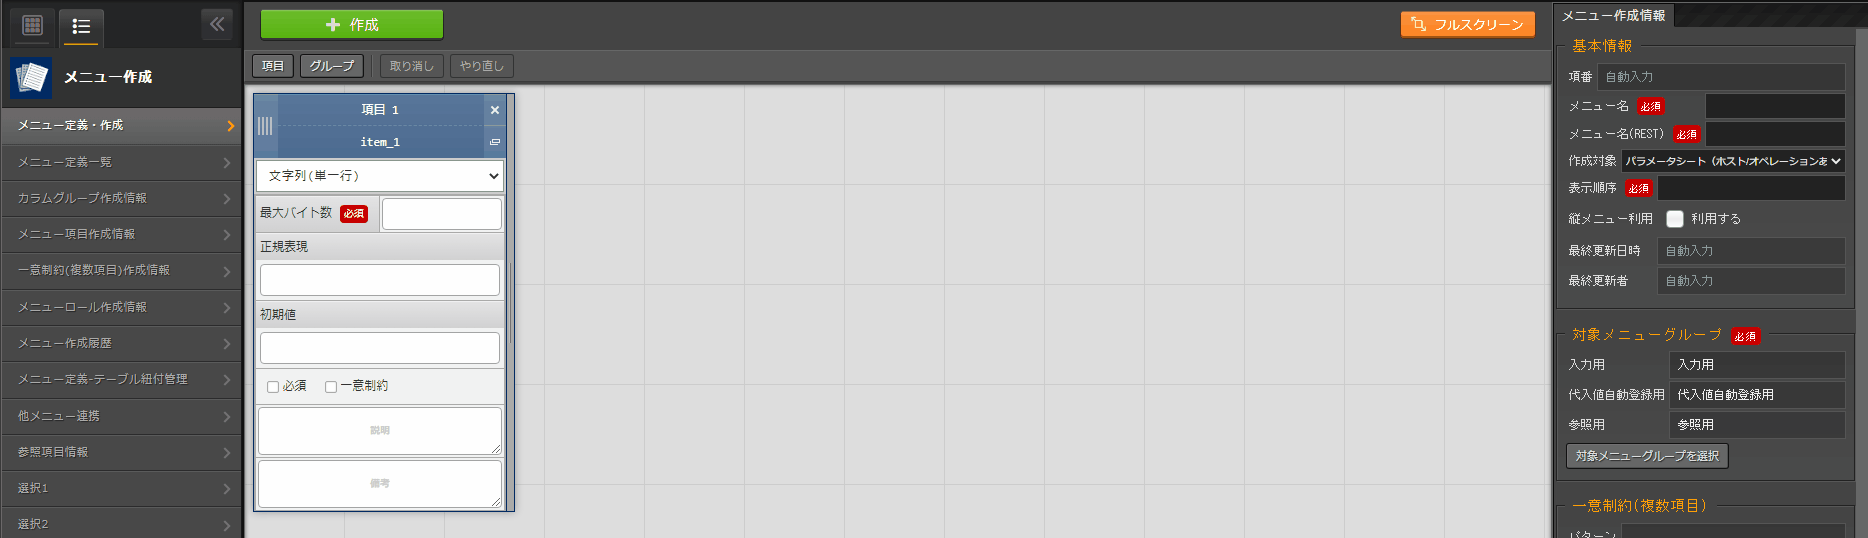 メニュー作成
メニュー定義・作成
メニュー定義一覧
カラムグループ作成情報
メニュー項目作成情報
一意制約(複数項目)作成情報
メニューロール作成情報
メニュー作成履歴
メニュー定義-テーブル紐付管理
他メニュー連携
参照項目情報
選択1
選択2
作成
フルスクリーン
項目 グループ 取り消し やり直し
項目 1
item_1
文字列(単一行)
最大バイト数 必須
正規表現
初期値
必須 一意制約
説明
備考
メニュー作成情報
基本情報
項番 自動入力
メニュー名 必須
メニュー名(REST) 必須
作成対象 パラメータシート（ホスト/オペレーションあ
表示順序 必須
縦メニュー利用 利用する
最終更新日時 自動入力
最終更新者 自動入力
対象メニューグループ 必須
入力用 入力用
代入値自動登録用 代入値自動登録用
参照用 参照用
対象メニューグループを選択
一意制約(複数項目)
パターン